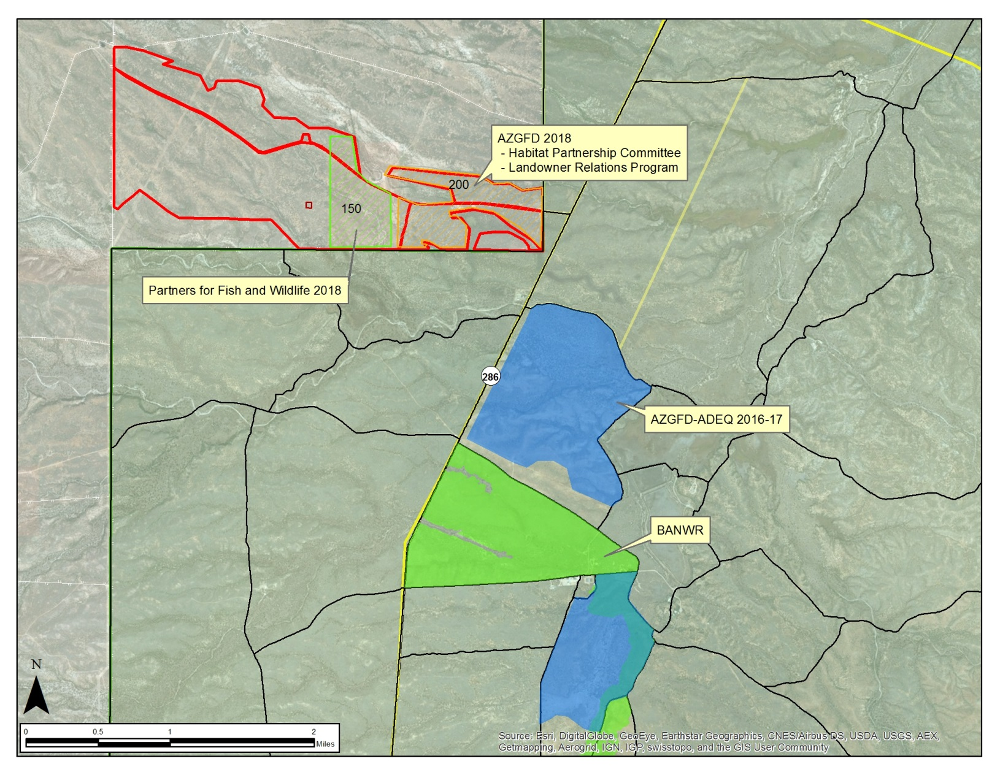 AZGFD 2018
- Habitat Partnership Committee
- Landowner Relations Program
200
150
Partners for Fish and Wildlife 2018
286
AZGFD-ADEQ 2016-17
BANWR
N
0 0.5 1 2
Miles
Source: Esri, DigitalGlobe, GeoEye, Earthstar Geographics, CNES/Airbus DS, USDA, USGS, AEX,
Getmapping, Aerogrid, IGN, IGP, swisstopo, and the GIS User Community